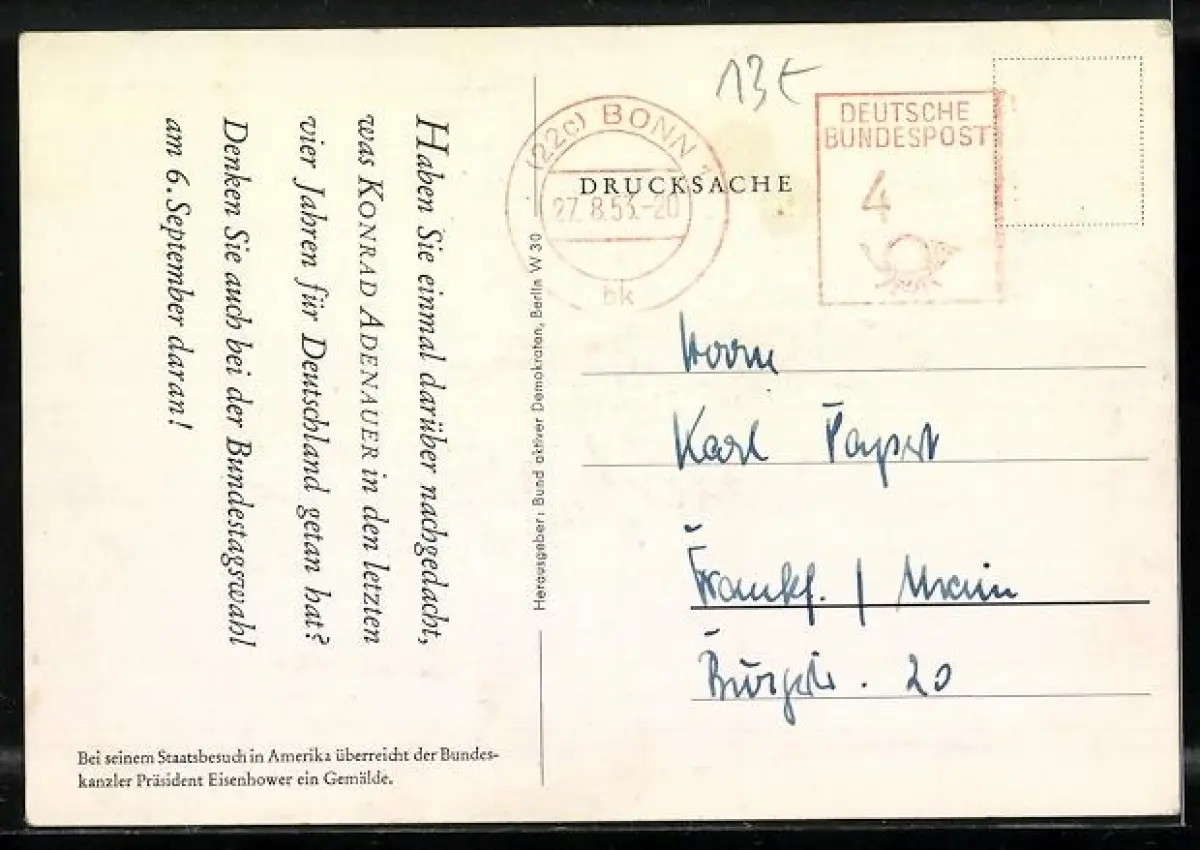 Haben Sie einmal darüber nachgedacht,
was KONRAD ADENAUER in den letzten
vier Jahren für Deutschland getan hat?
Denken Sie auch bei der Bundestagswahl
am 6. September daran!
Bei seinem Staatsbesuch in Amerika überreicht der Bundes-
kanzler Präsident Eisenhower ein Gemälde.
Herausgeber: Bund aktiver Demokraten, Berlin W 30
13€
(22c) BONN 1
27.8.53.-20
bk
DRUCKSACHE
DEUTSCHE
BUNDESPOST
4
Herrn
Karl
Frankf. / Main
20